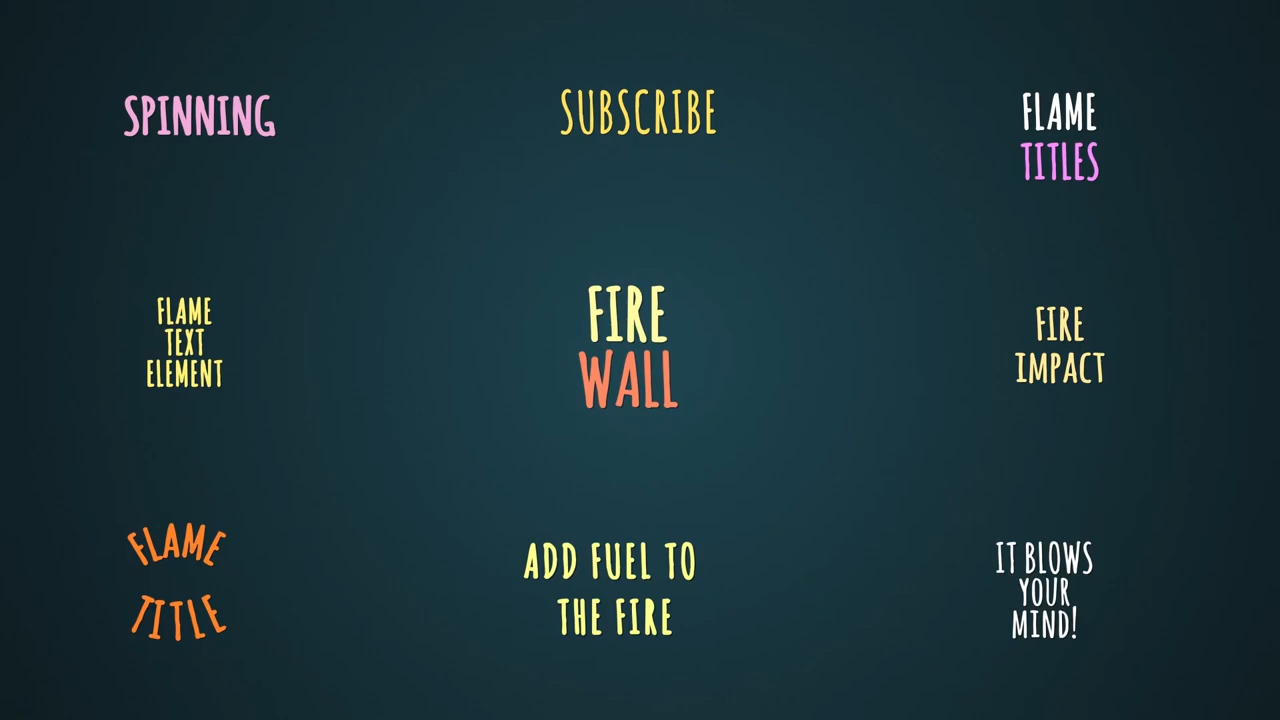 SPINNING
SUBSCRIBE
FLAME
TITLES
FLAME
TEXT
ELEMENT
FIRE
WALL
FIRE
IMPACT
FLAME
TITLE
ADD FUEL TO
THE FIRE
IT BLOWS
YOUR
MIND!